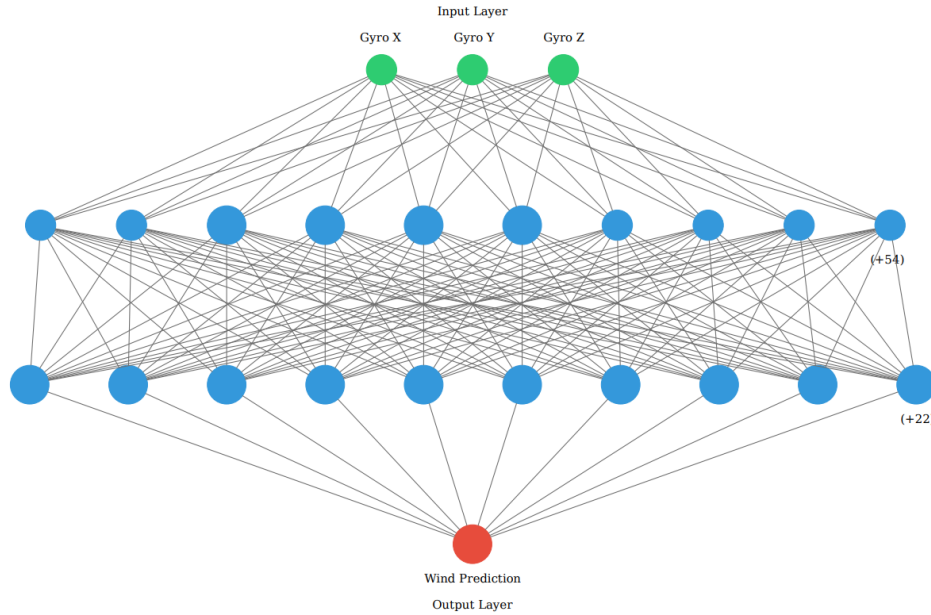 Input Layer
Gyro X Gyro Y Gyro Z
(+54)
(+22
Wind Prediction
Output Layer